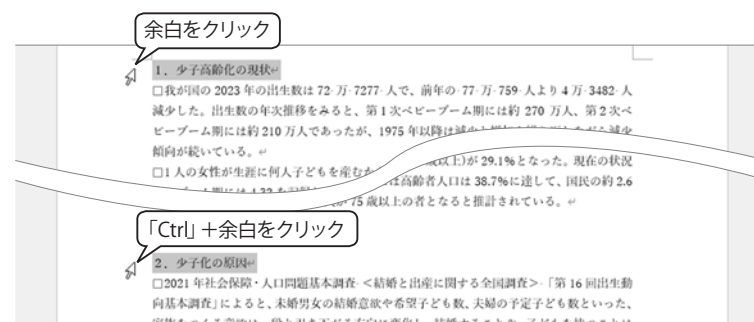 余白をクリック
1．少子高齢化の現状↵
□我が国の 2023 年の出生数は 72･万･7277･人で、前年の･77･万･759･人より 4 万･3482･人
減少した。出生数の年次推移をみると、第 1 次ベビーブーム期には約 270 万人、第 2 次ベ
ビーブーム期には約 210 万人であったが、1975 年以降は減少
傾向が続いている。↵
歳以上)が 29.1%となった。現在の状況
□1 人の女性が生涯に何人子どもを産むか
は高齢者人口は 38.7%に達して、国民の約 2.6
75 歳以上の者となると推計されている。↵
「Ctrl」＋余白をクリック
2．少子化の原因↵
□2021 年社会保障・人口問題基本調査･＜結婚と出産に関する全国調査＞･「第 16 回出生動
向基本調査」によると、未婚男女の結婚意欲や希望子ども数、夫婦の予定子ども数といった、